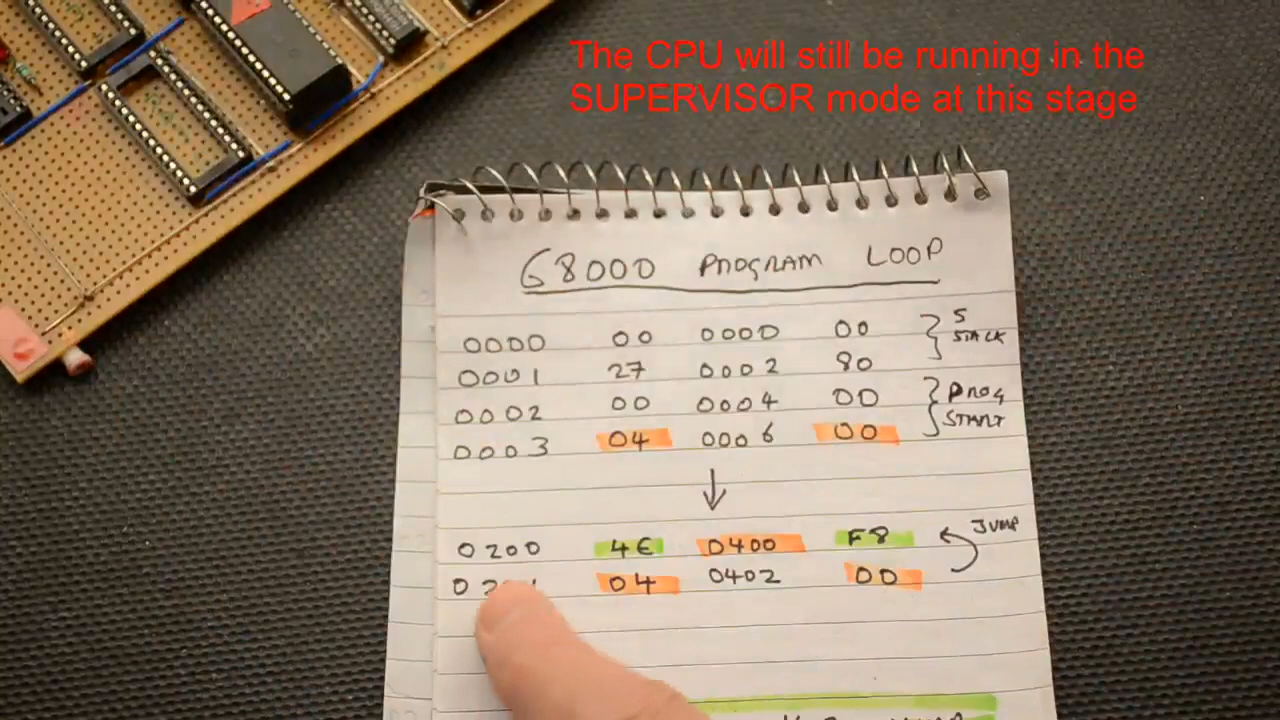 The CPU will still be running in the
SUPERVISOR mode at this stage
68000 PROGRAM LOOP
0000 00 0000 00 S
STACK
0001 27 0002 80
0002 00 0004 00 PROG
START
0003 04 0006 00
0200 4E 0400 F8 JUMP
04 0402 00